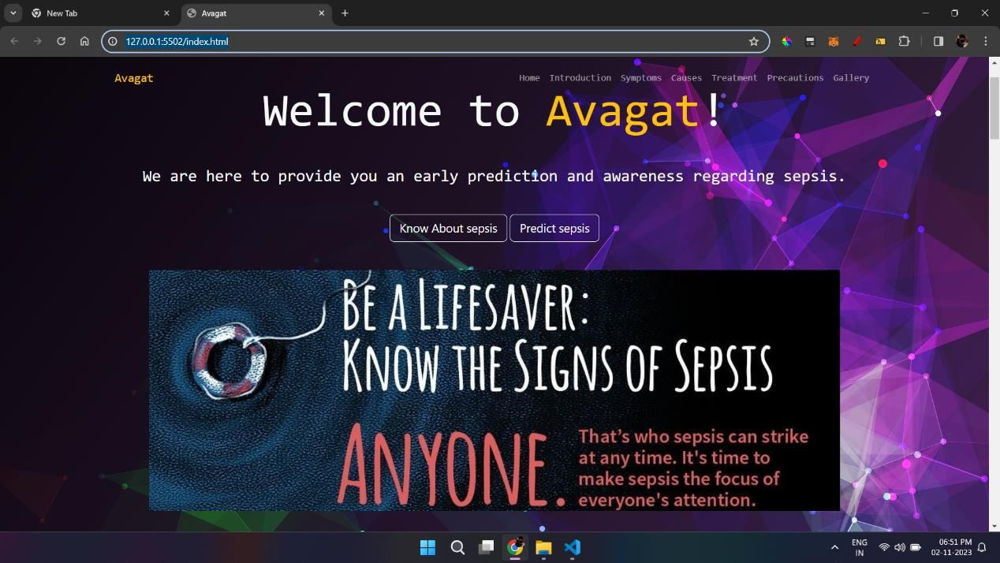 New Tab
Avagat
127.0.0.1:5502/index.html
Avagat
Home Introduction Symptoms Causes Treatment Precautions Gallery
Welcome to Avagat!
We are here to provide you an early prediction and awareness regarding sepsis.
Know About sepsis Predict sepsis
BE A LIFESAVER:
KNOW THE SIGNS OF SEPSIS
ANYONE.
That's who sepsis can strike
at any time. It's time to
make sepsis the focus of
everyone's attention.
ENG
IN
06:51 PM
02-11-2023